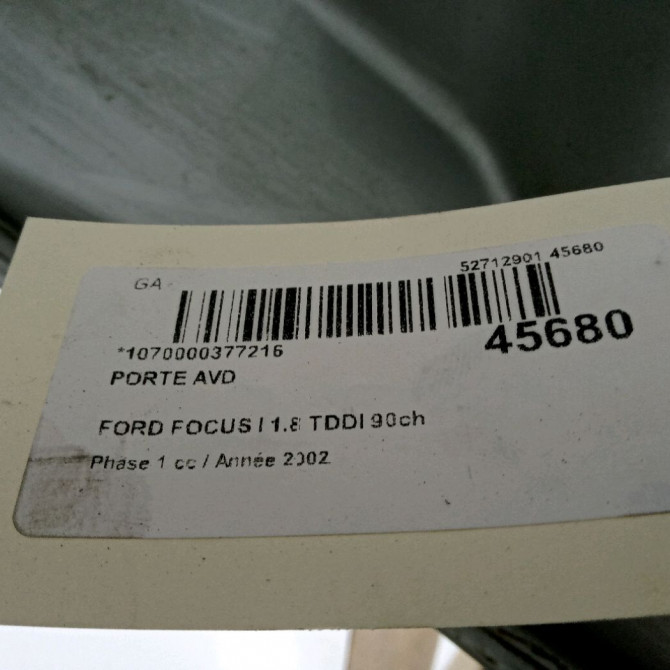 GA
52712901 45680
*1070000377216
45680
PORTE AVD
FORD FOCUS I 1.8 TDDI 90ch
Phase 1 cc / Année 2002